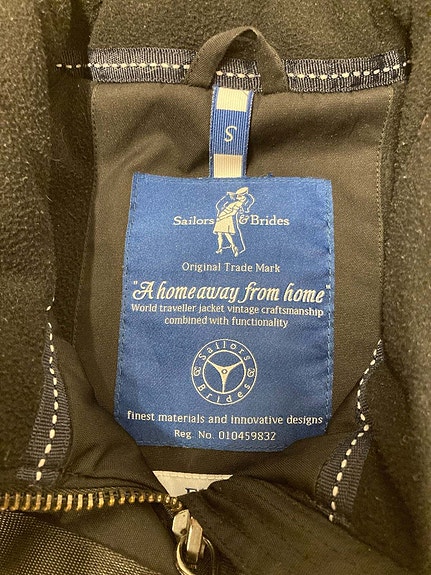 S
Sailors & Brides
Original Trade Mark
"A home away from home"
World traveller jacket vintage craftsmanship
combined with functionality
Sailors
&
&
Brides
finest materials and innovative designs
Reg. No. 010459832